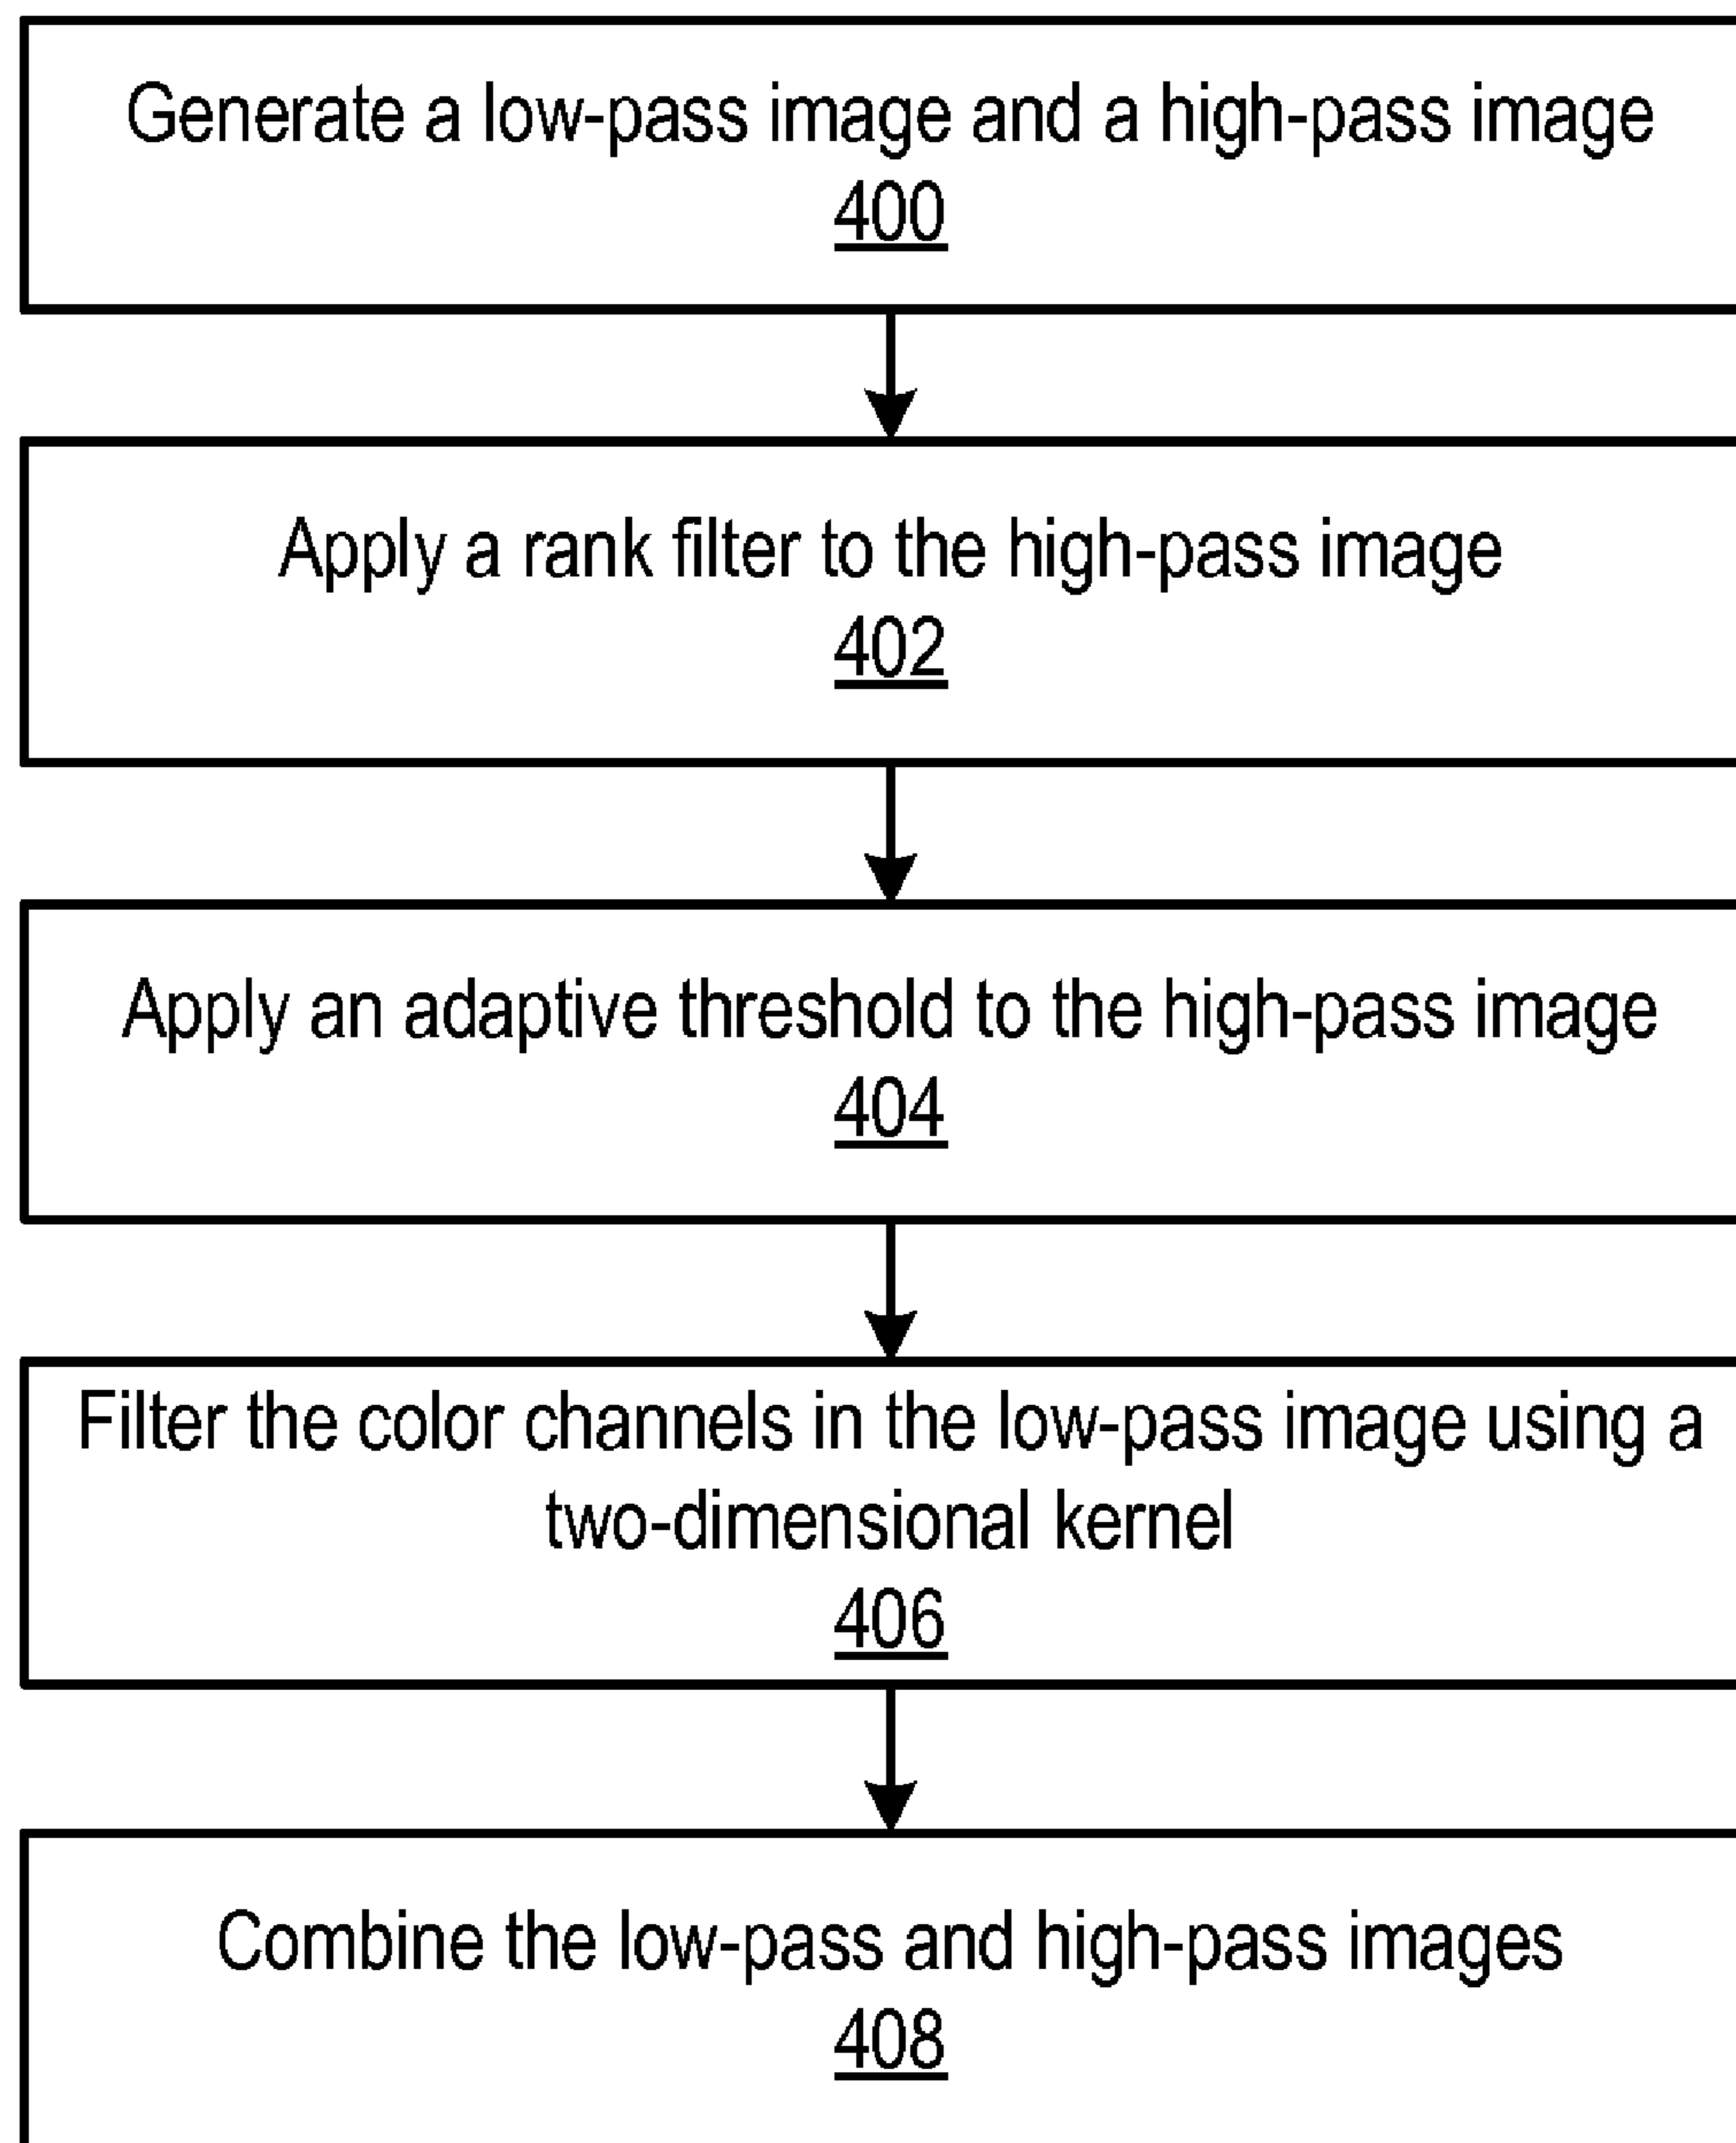 Generate a low-pass image and a high-pass image
400
Apply a rank filter to the high-pass image
402
Apply an adaptive threshold to the high-pass image
404
Filter the color channels in the low-pass image using a
two-dimensional kernel
406
Combine the low-pass and high-pass images
408